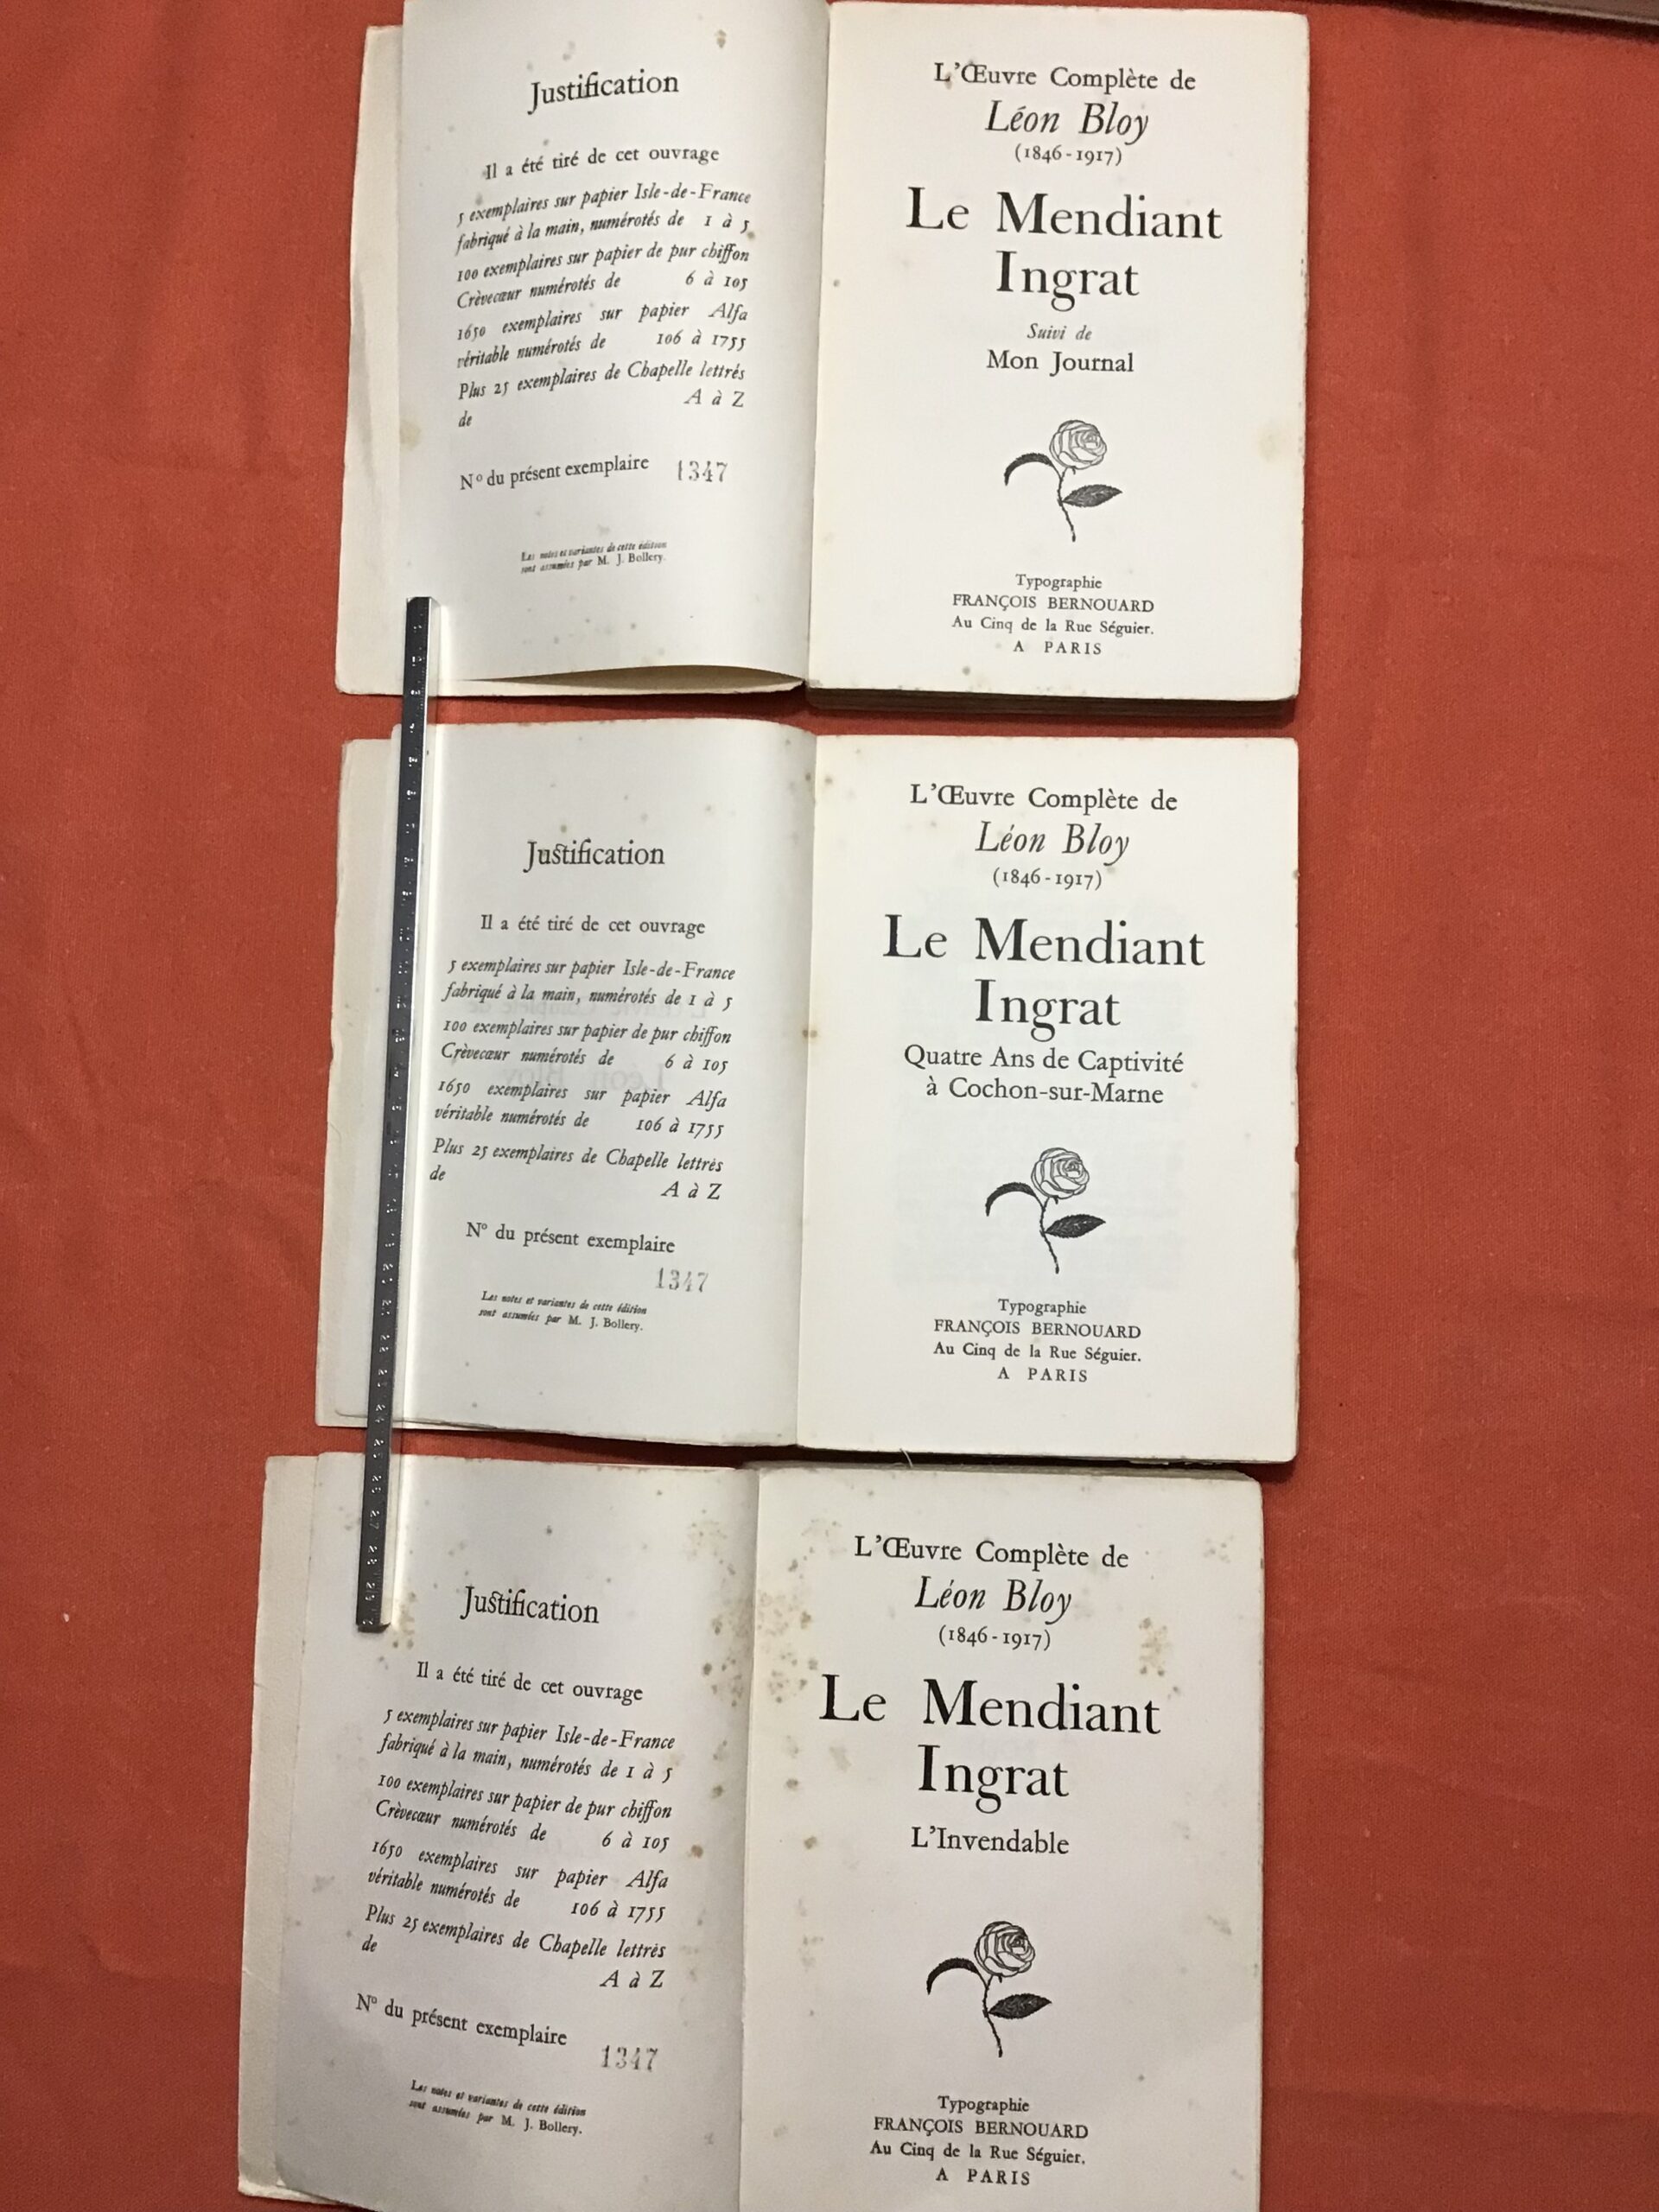 Justification
Il a été tiré de cet ouvrage
5 exemplaires sur papier Isle-de-France
fabriqué à la main, numérotés de 1 à 5
100 exemplaires sur papier de pur chiffon
Crèvecœur numérotés de 6 à 105
1650 exemplaires sur papier Alfa
véritable numérotés de 106 à 1755
Plus 25 exemplaires de Chapelle lettrés
de A à Z
No du présent exemplaire 1347
Les notes et variantes de cette édition
sont assumées par M. J. Bollery.
L'Œuvre Complète de
Léon Bloy
(1846-1917)
Le Mendiant
Ingrat
Suivi de
Mon Journal
Typographie
FRANÇOIS BERNOUARD
Au Cinq de la Rue Séguier.
A PARIS
Justification
Il a été tiré de cet ouvrage
5 exemplaires sur papier Isle-de-France
fabriqué à la main, numérotés de 1 à 5
100 exemplaires sur papier de pur chiffon
Crèvecœur numérotés de 6 à 105
1650 exemplaires sur papier Alfa
véritable numérotés de 106 à 1755
Plus 25 exemplaires de Chapelle lettrés
de A à Z
N° du présent exemplaire
1347
Les notes et variantes de cette édition
sont assumées par M. J. Bollery.
L'Œuvre Complète de
Léon Bloy
(1846-1917)
Le Mendiant
Ingrat
Quatre Ans de Captivité
à Cochon-sur-Marne
Typographie
FRANÇOIS BERNOUARD
Au Cinq de la Rue Séguier.
A PARIS
Justification
Il a été tiré de cet ouvrage
5 exemplaires sur papier Isle-de-France
fabriqué à la main, numérotés de 1 à 5
100 exemplaires sur papier de pur chiffon
Crèvecœur numérotés de 6 à 105
1650 exemplaires sur papier Alfa
véritable numérotés de 106 à 1755
Plus 25 exemplaires de Chapelle lettrés
de A à Z
N° du présent exemplaire
1347
Les notes et variantes de cette édition
sont assumées par M. J. Bollery.
L'Œuvre Complète de
Léon Bloy
(1846-1917)
Le Mendiant
Ingrat
L'Invendable
Typographie
FRANÇOIS BERNOUARD
Au Cinq de la Rue Séguier.
A PARIS